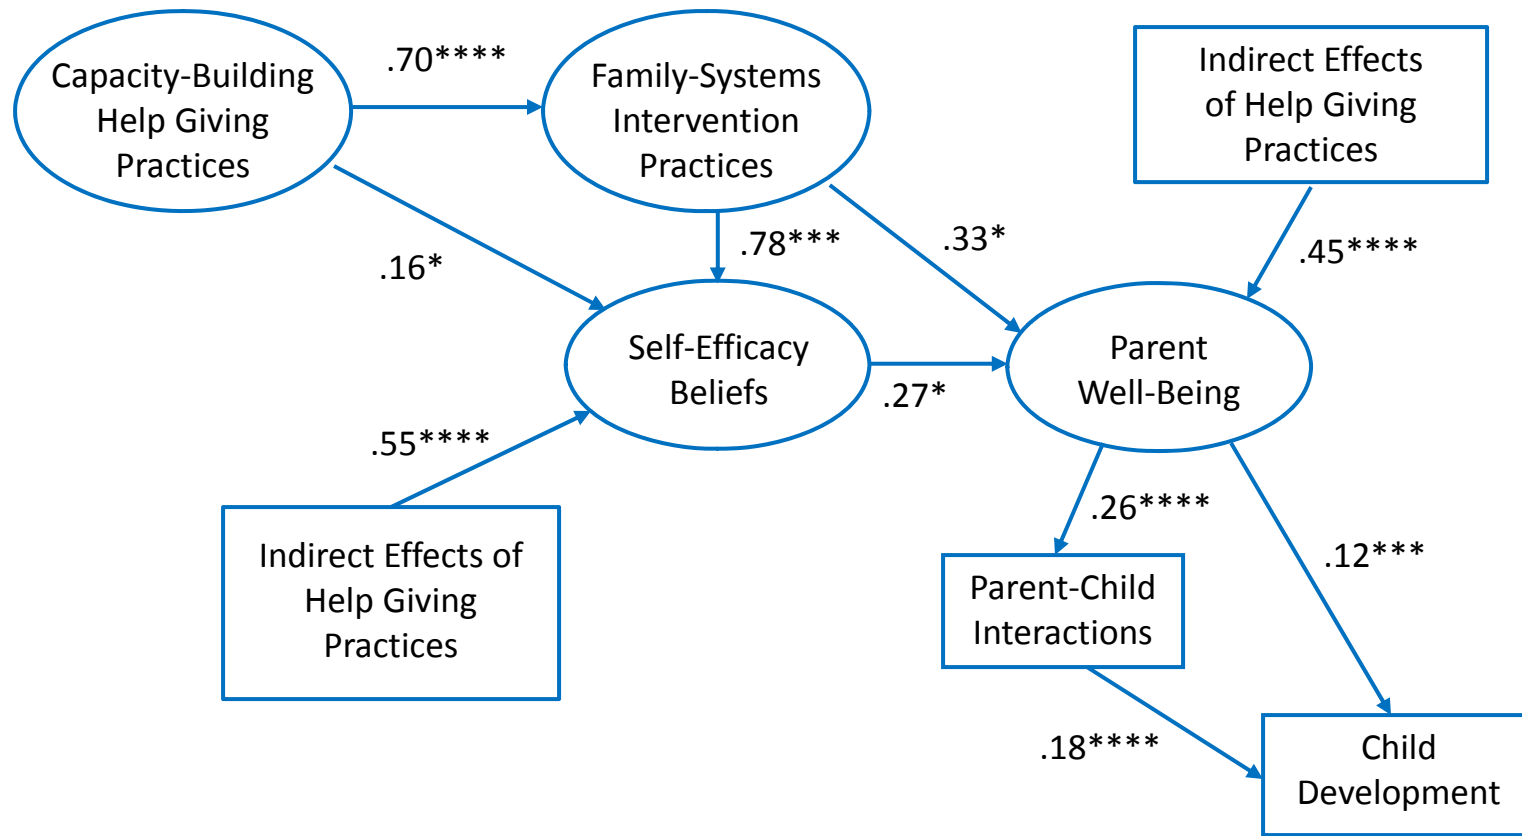 Capacity-Building
Help Giving
Practices
.70****
Family-Systems
Intervention
Practices
Indirect Effects
of Help Giving
Practices
.16*
.78***
.33*
.45****
Self-Efficacy
Beliefs
.27*
Parent
Well-Being
.55****
Indirect Effects of
Help Giving
Practices
.26****
.12***
Parent-Child
Interactions
.18****
Child
Development